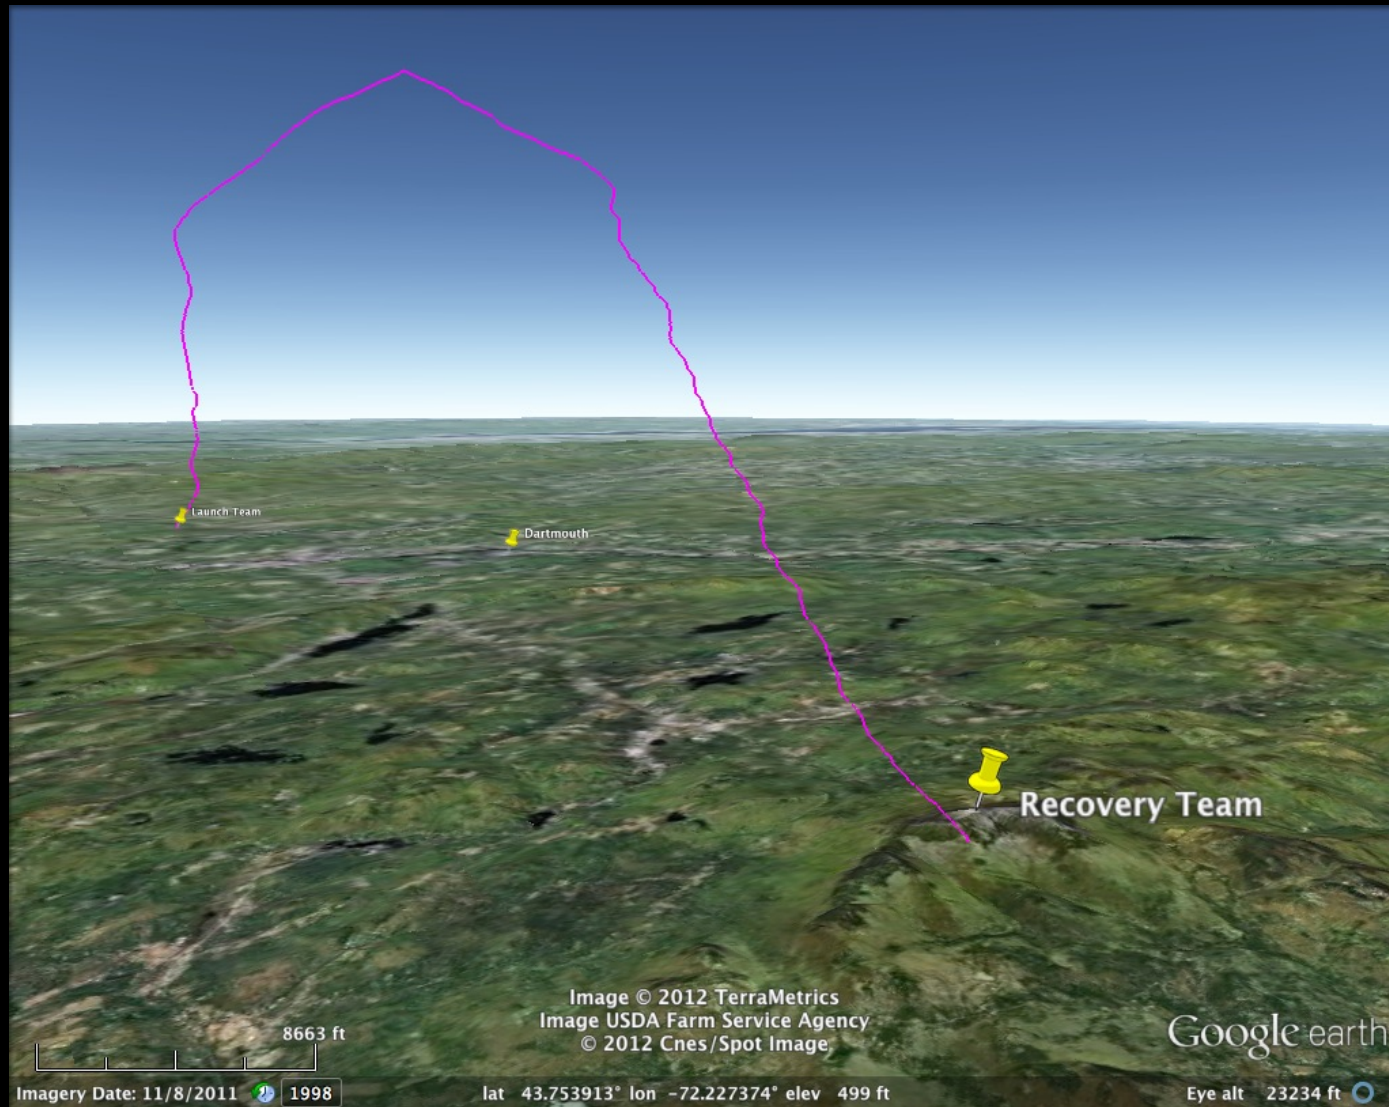 Launch Team
Dartmouth
Recovery Team
Image © 2012 TerraMetrics
Image USDA Farm Service Agency
© 2012 Cnes/Spot Image
8663 ft
Google earth
Imagery Date: 11/8/2011 1998 lat 43.753913° lon -72.227374° elev 499 ft Eye alt 23234 ft